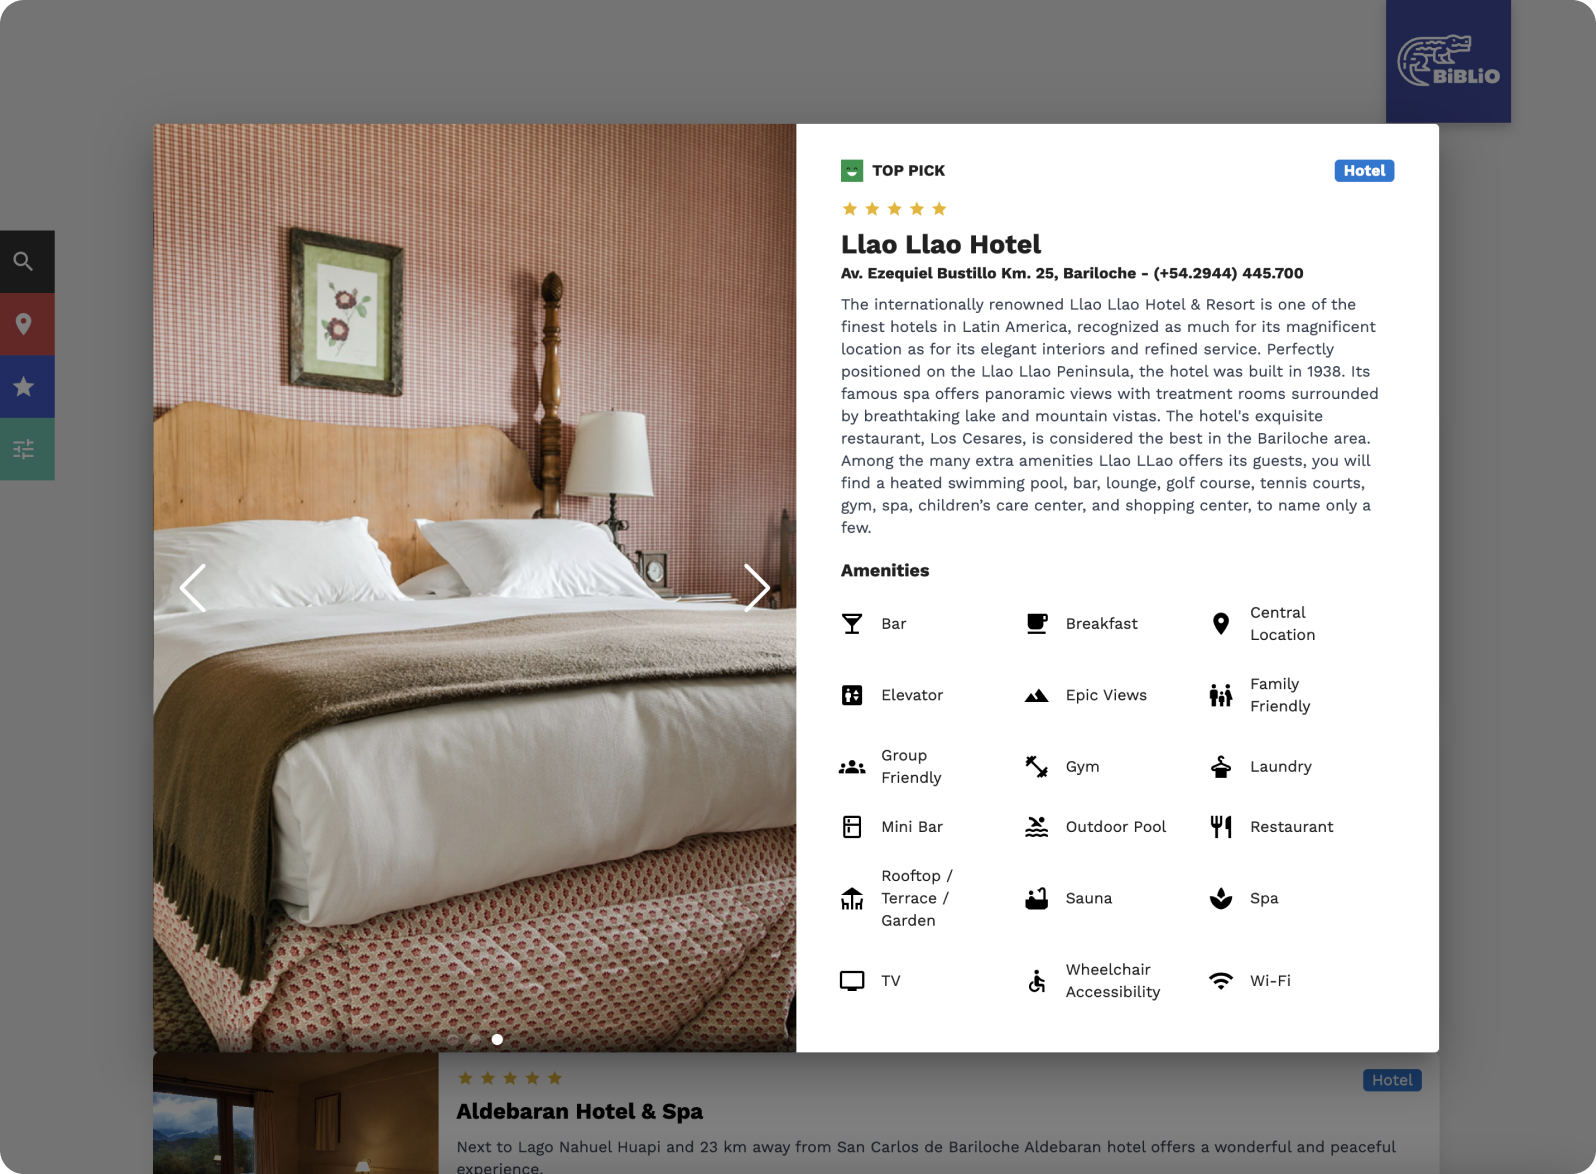 BiBLiO
TOP PICK
Hotel
Llao Llao Hotel
Av. Ezequiel Bustillo Km. 25, Bariloche - (+54.2944) 445.700
The internationally renowned Llao Llao Hotel & Resort is one of the
finest hotels in Latin America, recognized as much for its magnificent
location as for its elegant interiors and refined service. Perfectly
positioned on the Llao Llao Peninsula, the hotel was built in 1938. Its
famous spa offers panoramic views with treatment rooms surrounded
by breathtaking lake and mountain vistas. The hotel's exquisite
restaurant, Los Cesares, is considered the best in the Bariloche area.
Among the many extra amenities Llao LLao offers its guests, you will
find a heated swimming pool, bar, lounge, golf course, tennis courts,
gym, spa, children’s care center, and shopping center, to name only a
few.
Amenities
Bar
Breakfast
Central
Location
Elevator
Epic Views
Family
Friendly
Group
Friendly
Gym
Laundry
Mini Bar
Outdoor Pool
Restaurant
Rooftop /
Terrace /
Garden
Sauna
Spa
TV
Wheelchair
Accessibility
Wi-Fi
Hotel
Aldebaran Hotel & Spa
Next to Lago Nahuel Huapi and 23 km away from San Carlos de Bariloche Aldebaran hotel offers a wonderful and peaceful
experience.